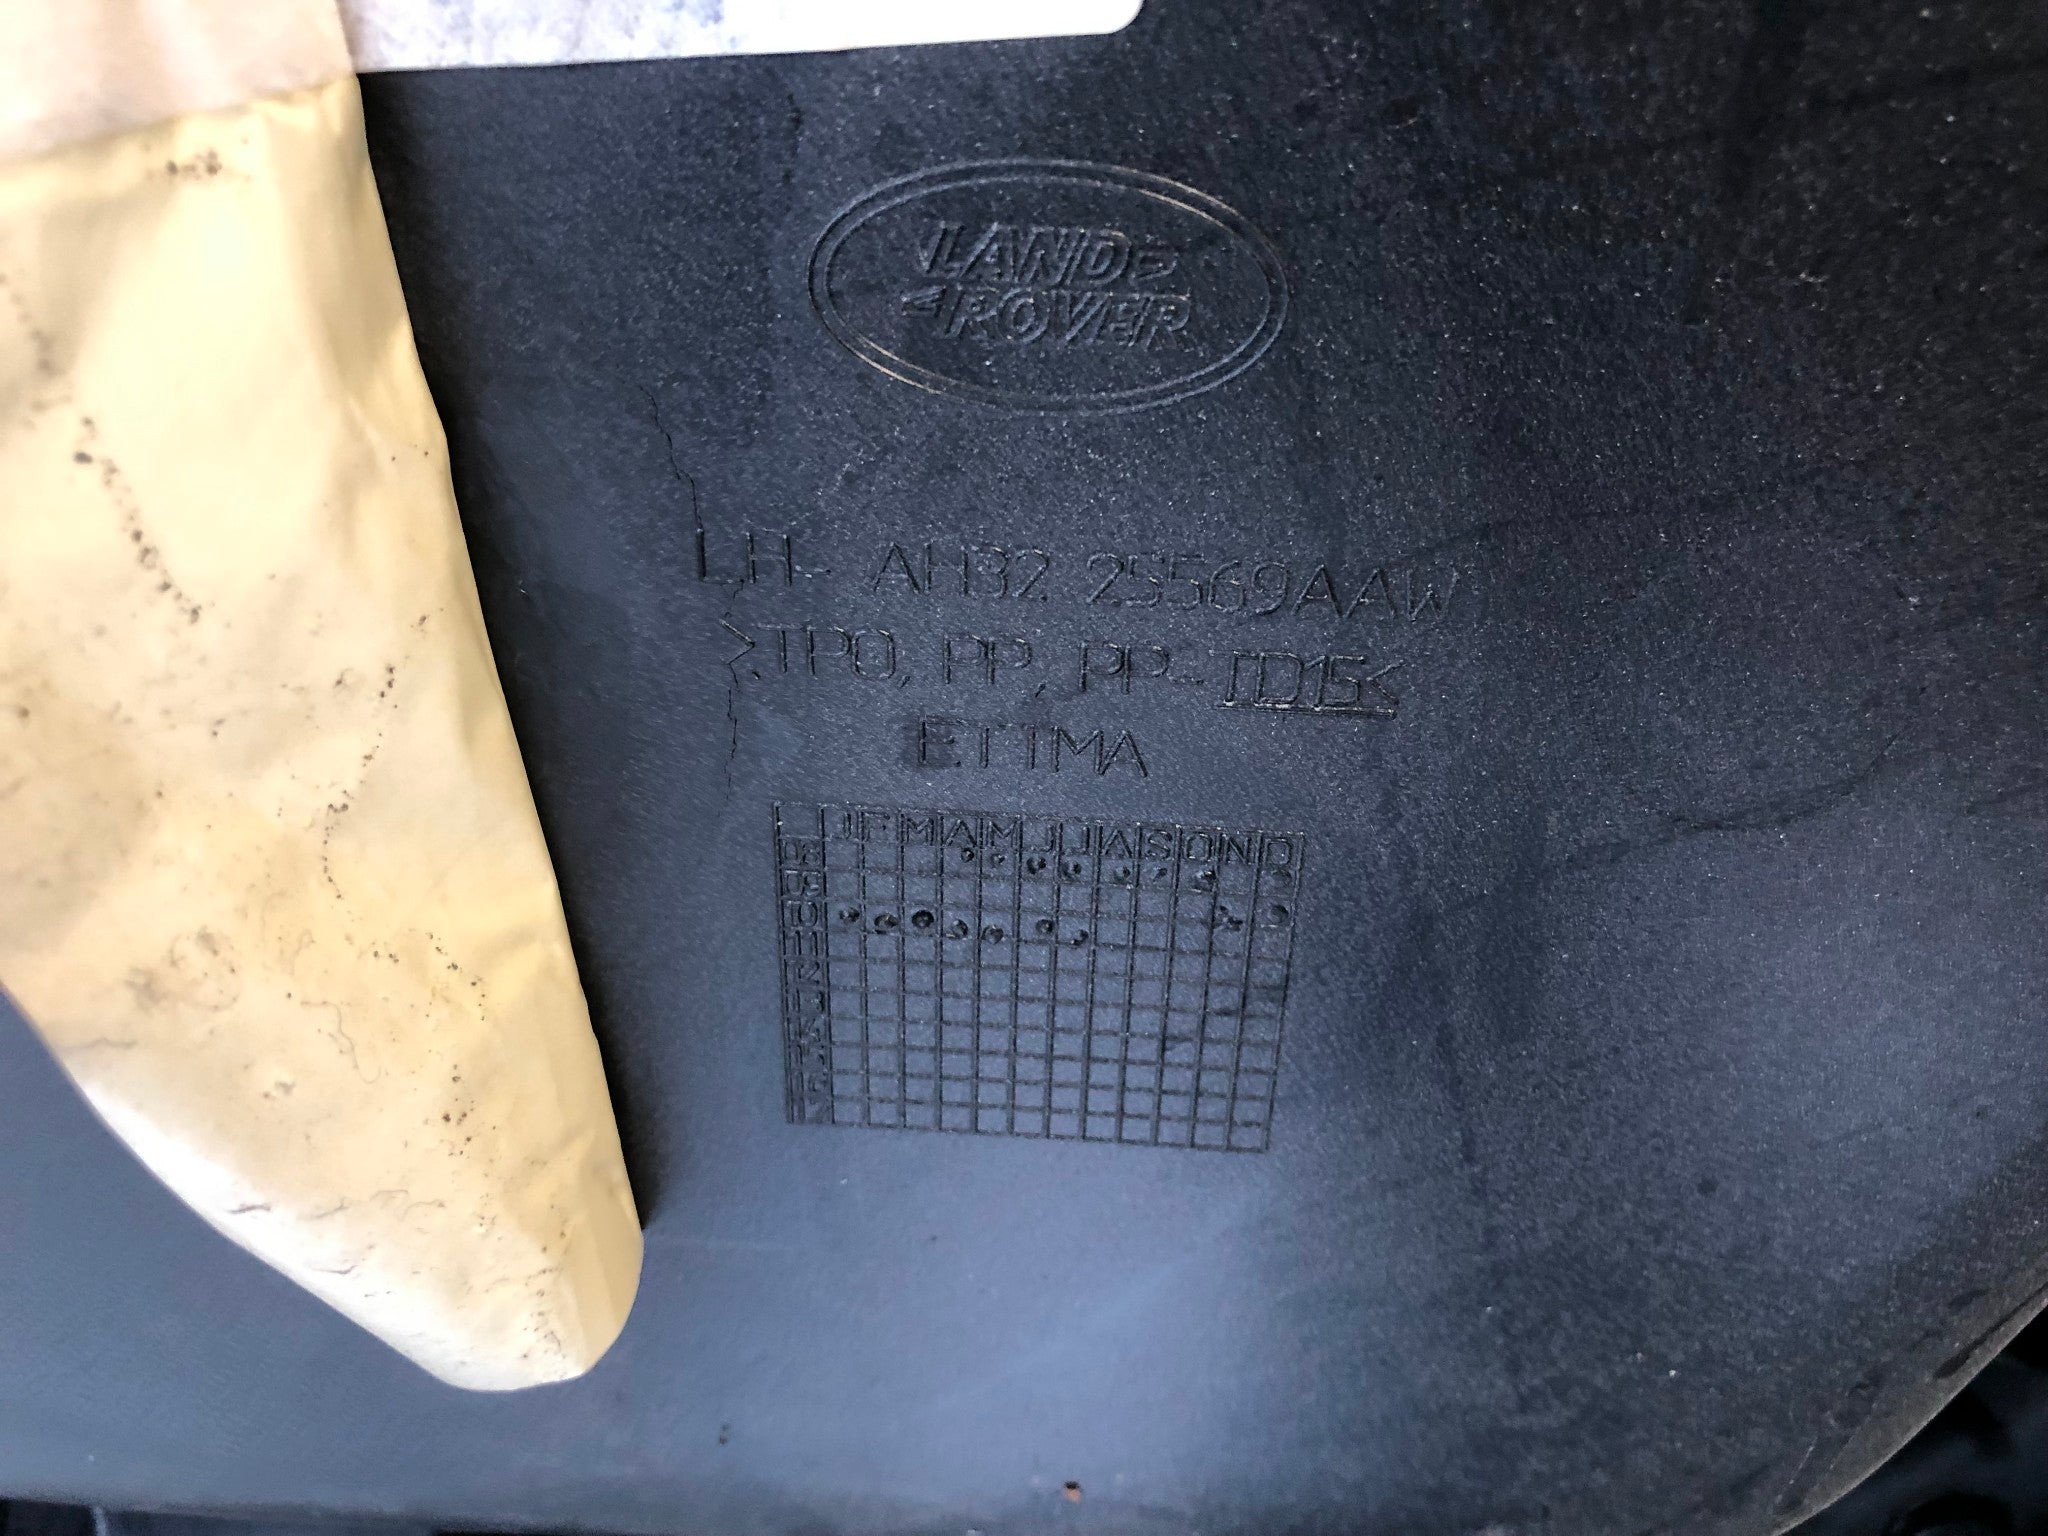 LAND
ROVER
LH- AH32 25569AAW
>.TPO, PP, PP-TD15<
ETTMA
J F M A M J J A S O N D
08
09
10
11
12
13
14
15